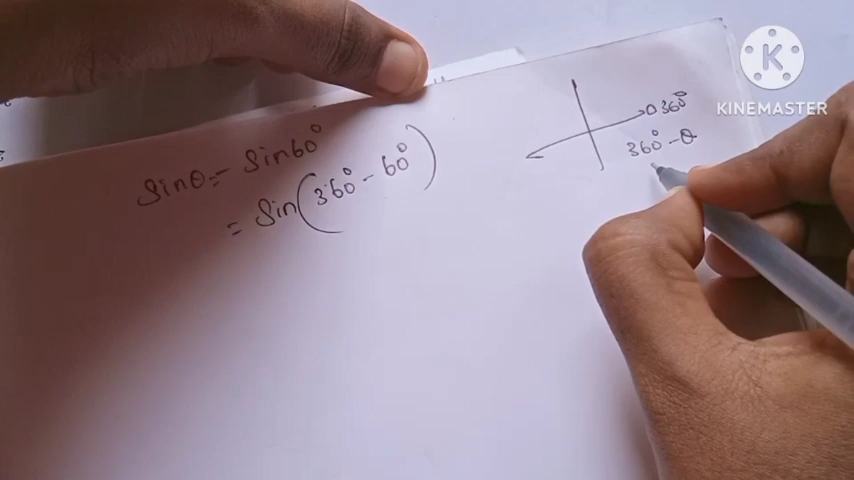 Sinθ = - Sin60°
= Sin(360° - 60°)
0 360°
360° - θ
K
KINEMASTER